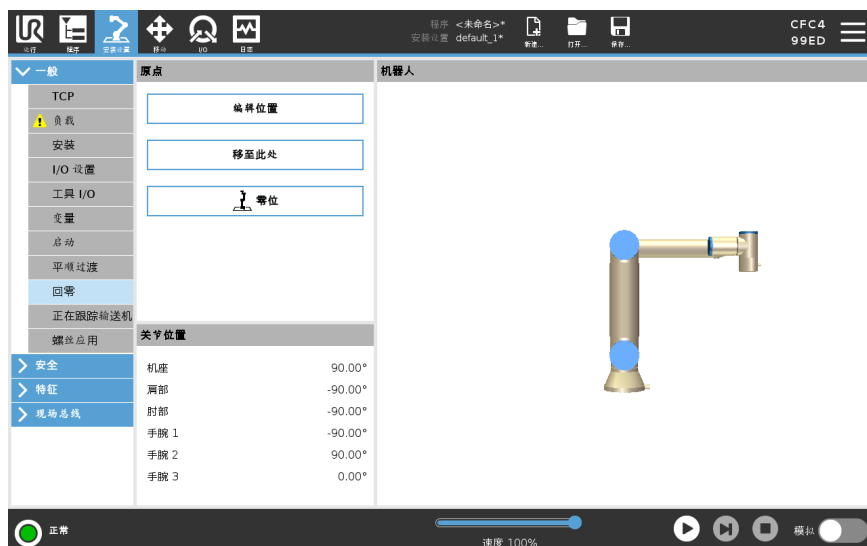 UR
运行
程序
安装设置
移动
I/O
日志
程序 <未命名>*
安装设置 default_1*
新建...
打开...
保存...
CFC4
99ED
一般
TCP
负载
安装
I/O 设置
工具 I/O
变量
启动
平顺过渡
回零
正在跟踪输送机
螺丝应用
安全
特征
现场总线
原点
编辑位置
移至此处
零位
关节位置
机座 90.00°
肩部 -90.00°
肘部 -90.00°
手腕 1 -90.00°
手腕 2 90.00°
手腕 3 0.00°
机器人
正常
速度 100%
模拟